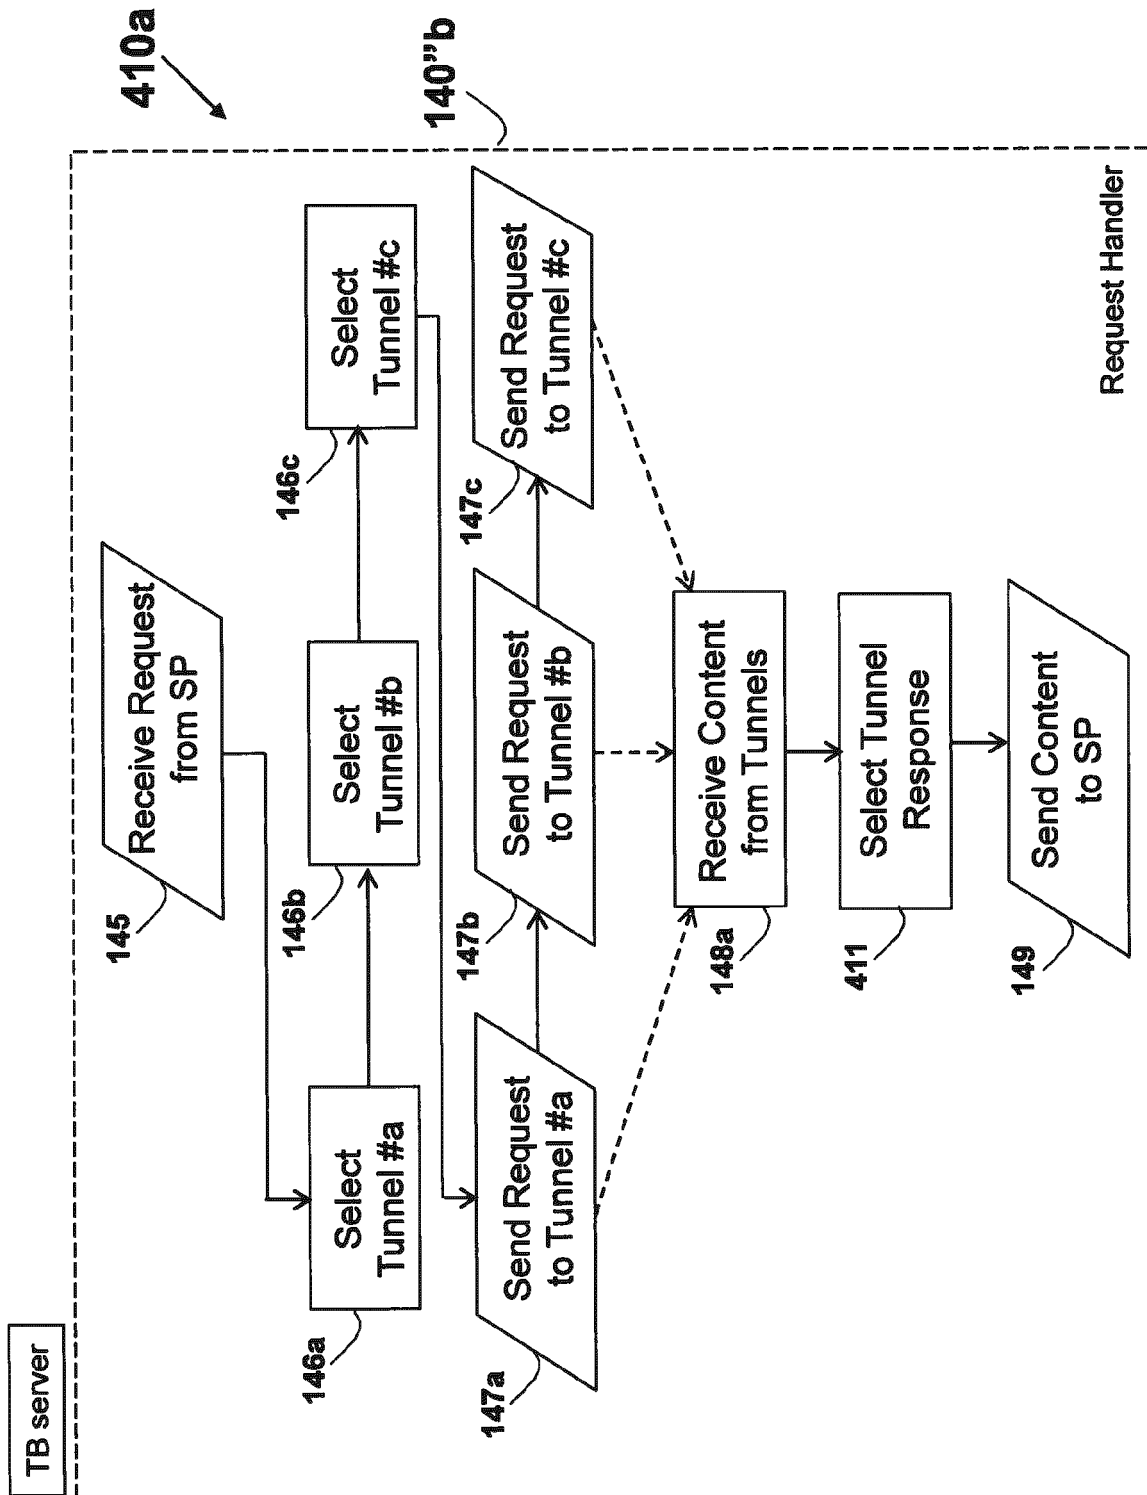 TB server
410a
140"b
Receive Request
from SP
145
Select
Tunnel #a
146a
Select
Tunnel #b
146b
Select
Tunnel #c
146c
Send Request
to Tunnel #a
147a
Send Request
to Tunnel #b
147b
Send Request
to Tunnel #c
147c
Receive Content
from Tunnels
148a
Select Tunnel
Response
411
Send Content
to SP
149
Request Handler